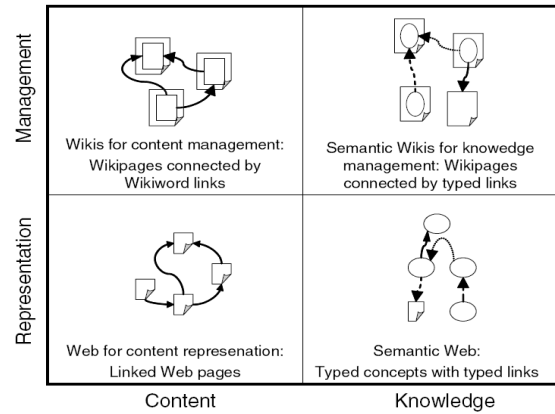 Management
Wikis for content management:
Wikipages connected by
Wikiword links
Semantic Wikis for knowedge
management: Wikipages
connected by typed links
Representation
Web for content represenation:
Linked Web pages
Semantic Web:
Typed concepts with typed links
Content
Knowledge